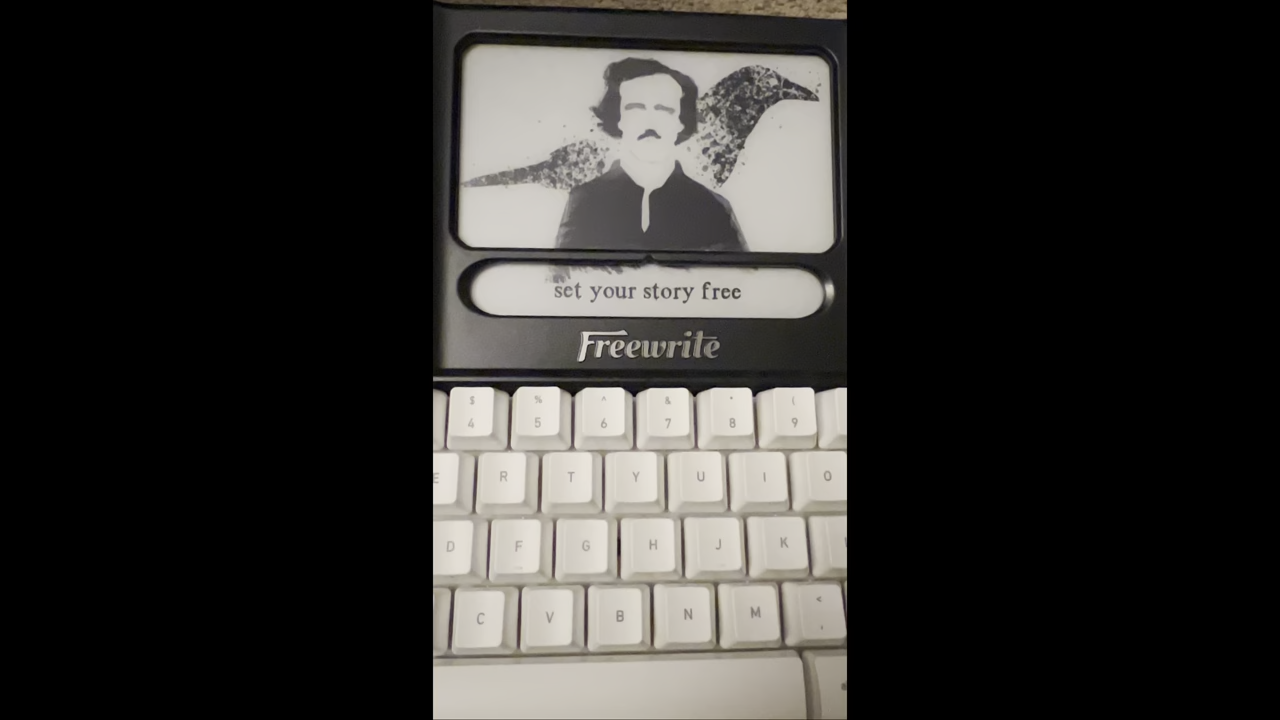 set your story free
Freewrite
$ % ^ & * (
4 5 6 7 8 9
E R T Y U I O
D F G H J K
C V B N M <
,